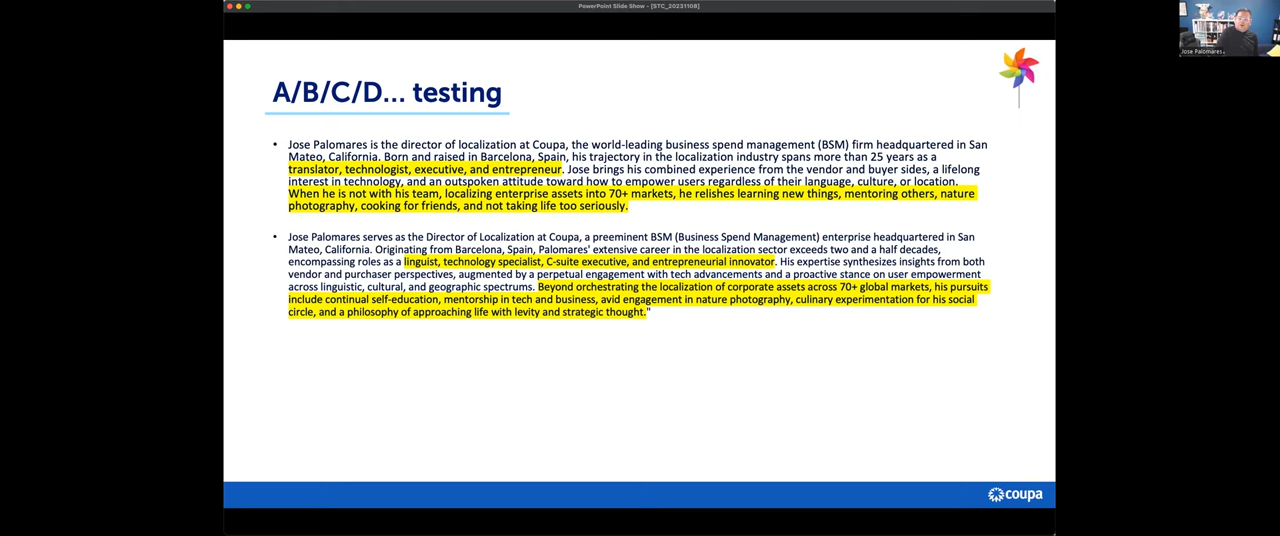 PowerPoint Slide Show - [STC_20231108]
Jose Palomares
A/B/C/D... testing
• Jose Palomares is the director of localization at Coupa, the world-leading business spend management (BSM) firm headquartered in San
Mateo, California. Born and raised in Barcelona, Spain, his trajectory in the localization industry spans more than 25 years as a
translator, technologist, executive, and entrepreneur. Jose brings his combined experience from the vendor and buyer sides, a lifelong
interest in technology, and an outspoken attitude toward how to empower users regardless of their language, culture, or location.
When he is not with his team, localizing enterprise assets into 70+ markets, he relishes learning new things, mentoring others, nature
photography, cooking for friends, and not taking life too seriously.
• Jose Palomares serves as the Director of Localization at Coupa, a preeminent BSM (Business Spend Management) enterprise headquartered in San
Mateo, California. Originating from Barcelona, Spain, Palomares' extensive career in the localization sector exceeds two and a half decades,
encompassing roles as a linguist, technology specialist, C-suite executive, and entrepreneurial innovator. His expertise synthesizes insights from both
vendor and purchaser perspectives, augmented by a perpetual engagement with tech advancements and a proactive stance on user empowerment
across linguistic, cultural, and geographic spectrums. Beyond orchestrating the localization of corporate assets across 70+ global markets, his pursuits
include continual self-education, mentorship in tech and business, avid engagement in nature photography, culinary experimentation for his social
circle, and a philosophy of approaching life with levity and strategic thought."
coupa